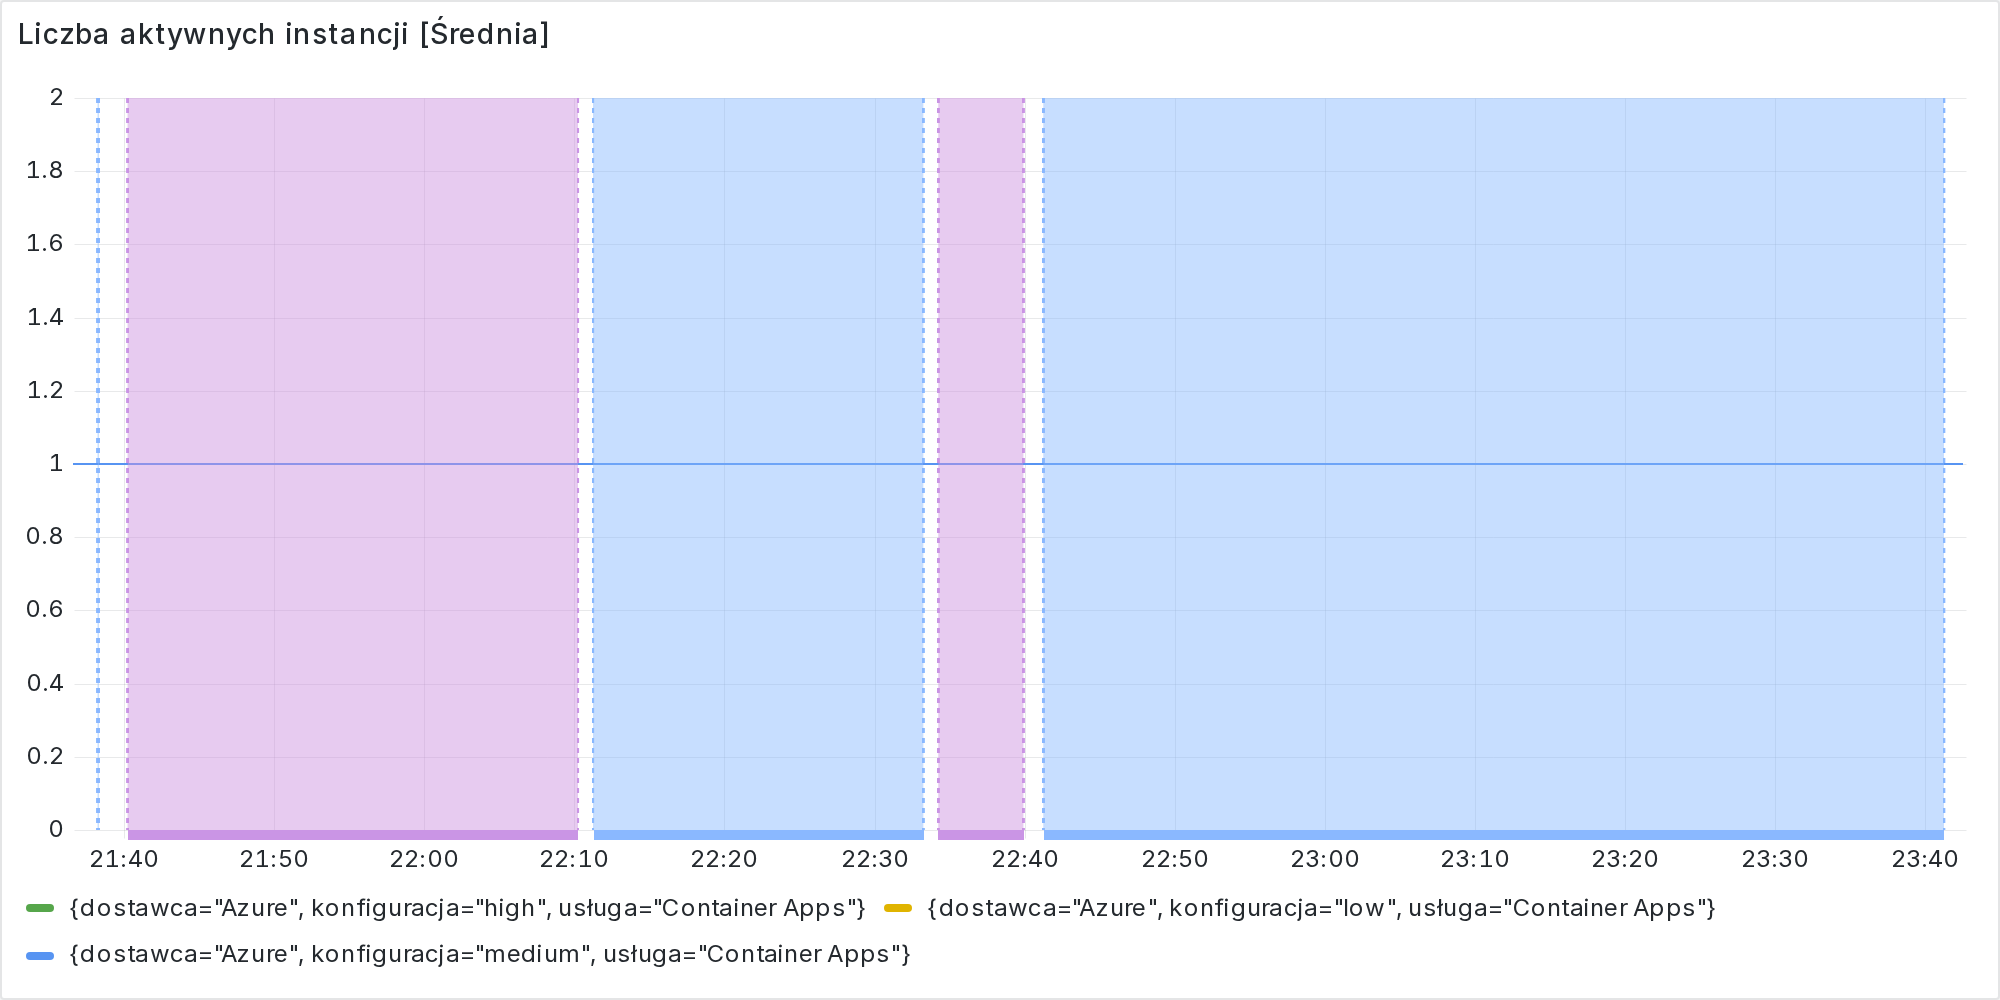 Liczba aktywnych instancji [Średnia]
2
1.8
1.6
1.4
1.2
1
0.8
0.6
0.4
0.2
0
21:40 21:50 22:00 22:10 22:20 22:30 22:40 22:50 23:00 23:10 23:20 23:30 23:40
{dostawca="Azure", konfiguracja="high", usługa="Container Apps"} {dostawca="Azure", konfiguracja="low", usługa="Container Apps"}
{dostawca="Azure", konfiguracja="medium", usługa="Container Apps"}